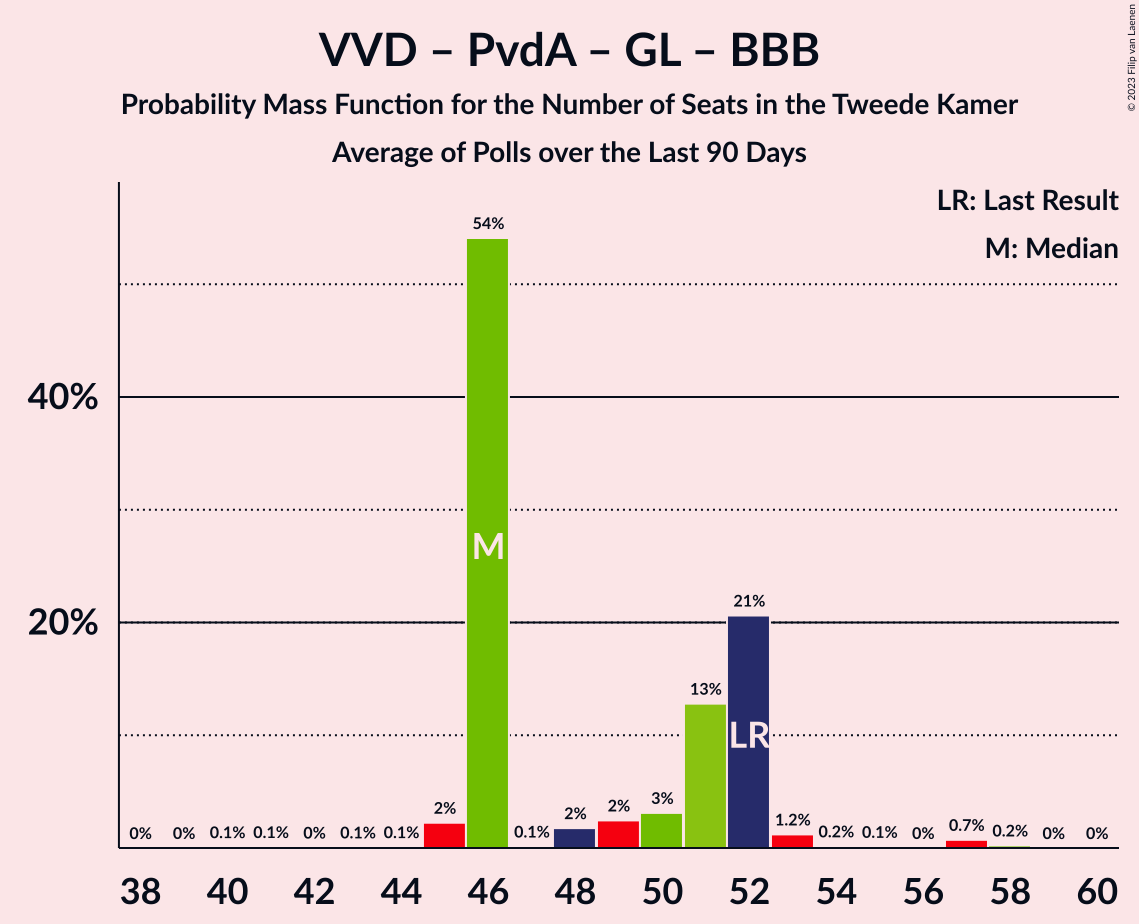 VVD – PvdA – GL – BBB
Probability Mass Function for the Number of Seats in the Tweede Kamer
Average of Polls over the Last 90 Days
© 2023 Filip van Laenen
LR: Last Result
M: Median
54%
40%
M
21%
20%
13%
LR
0% 0% 0.1% 0.1% 0% 0.1% 0.1% 2% 0.1% 2% 2% 3% 1.2% 0.2% 0.1% 0% 0.7% 0.2% 0% 0%
38 40 42 44 46 48 50 52 54 56 58 60